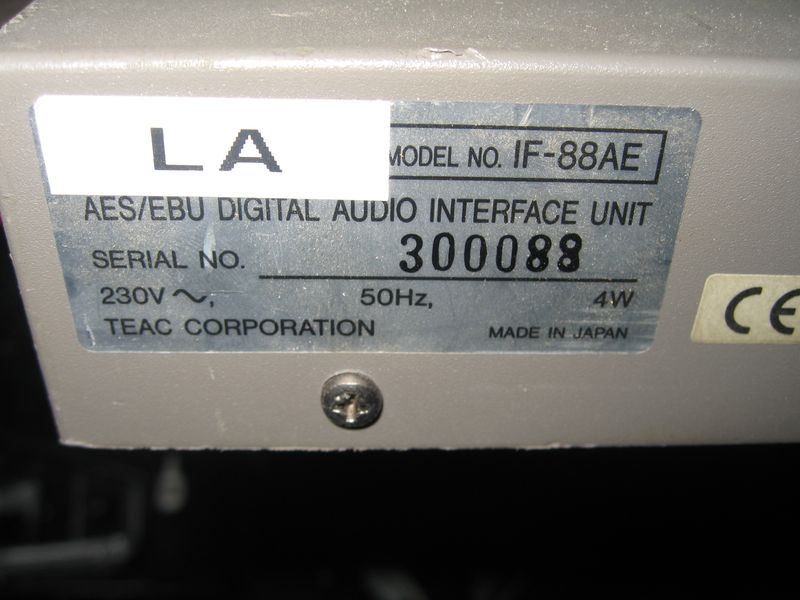 LA
MODEL NO. IF-88AE
AES/EBU DIGITAL AUDIO INTERFACE UNIT
SERIAL NO. 300088
230V ~, 50Hz, 4W
TEAC CORPORATION MADE IN JAPAN
CE